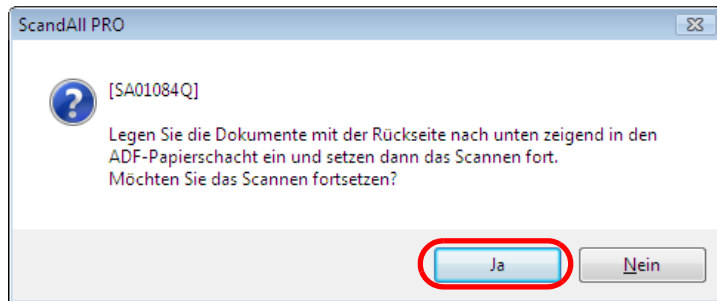 ScandAll PRO
[SA01084Q]
Legen Sie die Dokumente mit der Rückseite nach unten zeigend in den
ADF-Papierschacht ein und setzen dann das Scannen fort.
Möchten Sie das Scannen fortsetzen?
Ja
Nein